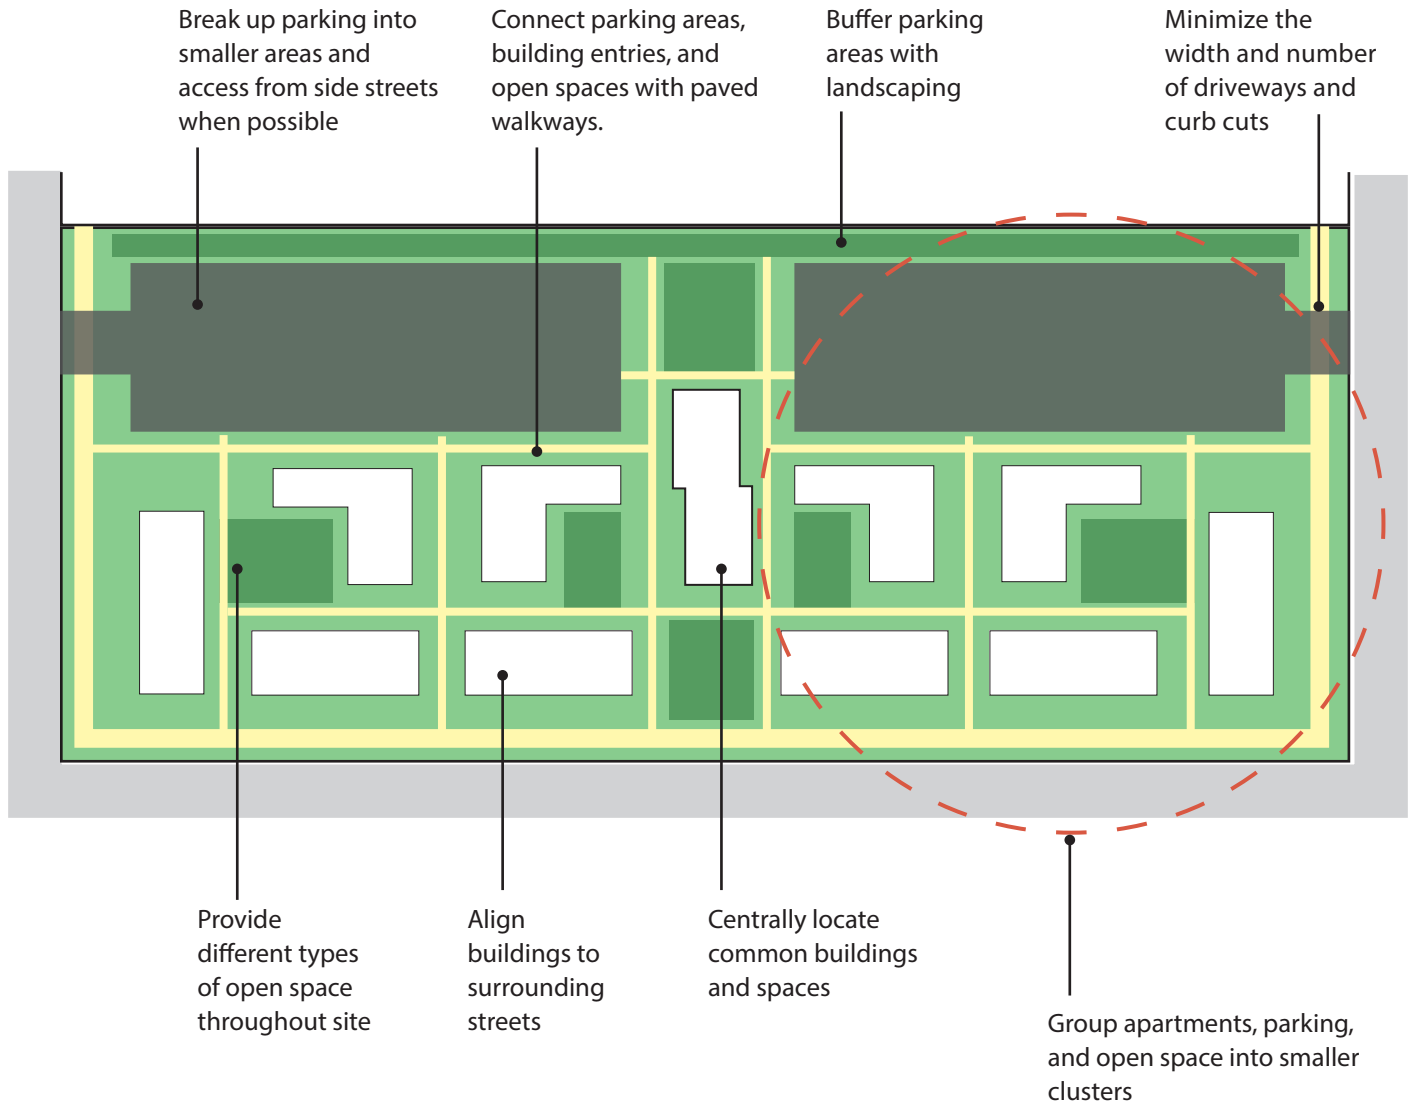 Break up parking into
smaller areas and
access from side streets
when possible
Connect parking areas,
building entries, and
open spaces with paved
walkways.
Buffer parking
areas with
landscaping
Minimize the
width and number
of driveways and
curb cuts
Provide
different types
of open space
throughout site
Align
buildings to
surrounding
streets
Centrally locate
common buildings
and spaces
Group apartments, parking,
and open space into smaller
clusters